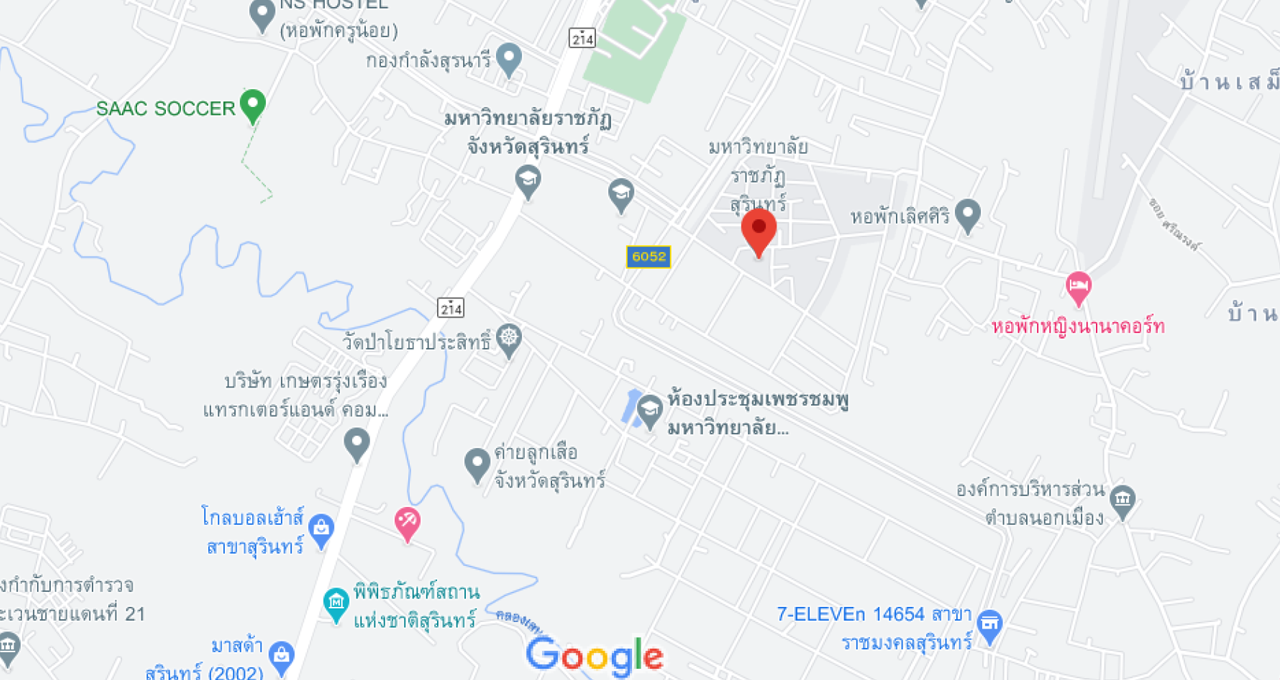 NS HOSTEL
(หอพักครูน้อย)
214
กองกำลังสุรนารี
บ้านเสม็
SAAC SOCCER
มหาวิทยาลัยราชภัฏ
จังหวัดสุรินทร์
มหาวิทยาลัย
ราชภัฏ
สุรินทร์
หอพักเลิศศิริ
ซอย ศรีณรงค์
6052
214
บ้าน
หอพักหญิงนานาคอร์ท
วัดป่าโยธาประสิทธิ์
บริษัท เกษตรรุ่งเรือง
แทรกเตอร์แอนด์ คอม...
ห้องประชุมเพชรชมพู
มหาวิทยาลัย...
ค่ายลูกเสือ
จังหวัดสุรินทร์
องค์การบริหารส่วน
ตำบลนอกเมือง
โกลบอลเฮ้าส์
สาขาสุรินทร์
งกำกับการตำรวจ
ะเวนชายแดนที่ 21
พิพิธภัณฑ์สถาน
แห่งชาติสุรินทร์
7-ELEVEn 14654 สาขา
ราชมงคลสุรินทร์
มาสด้า
สุรินทร์ (2002)
Google